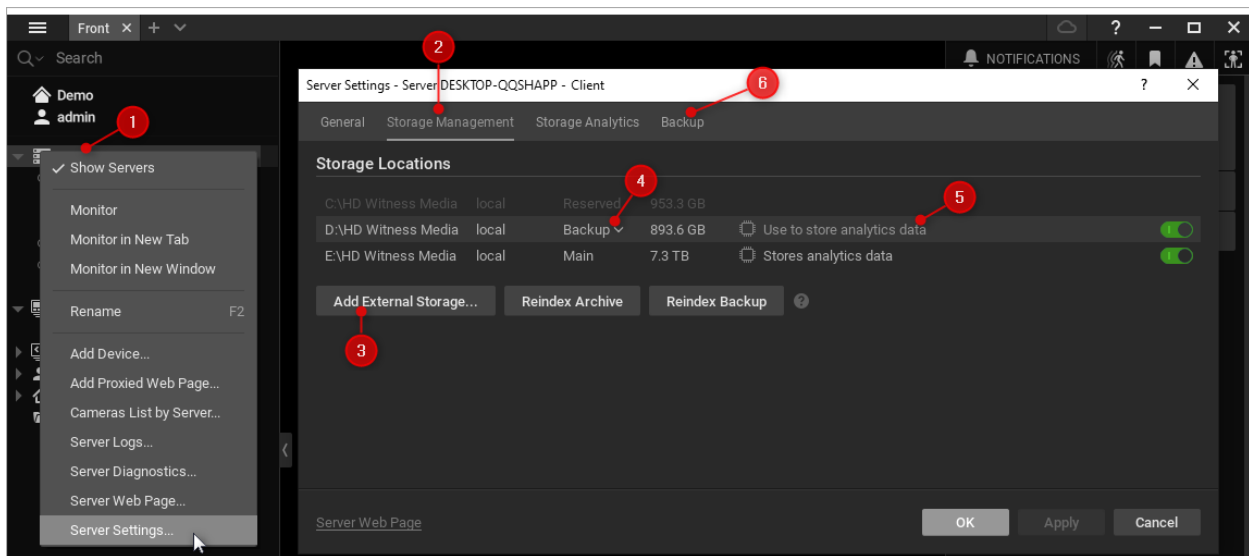 Front
Search
NOTIFICATIONS
Demo
admin
1
Show Servers
Monitor
Monitor in New Tab
Monitor in New Window
Rename F2
Add Device...
Add Proxied Web Page...
Cameras List by Server...
Server Logs...
Server Diagnostics...
Server Web Page...
Server Settings...
2
6
Server Settings - Server DESKTOP-QQSHAPP - Client ?
General Storage Management Storage Analytics Backup
Storage Locations
4
5
C:\HD Witness Media local Reserved 953.3 GB
D:\HD Witness Media local Backup 893.6 GB Use to store analytics data
E:\HD Witness Media local Main 7.3 TB Stores analytics data
Add External Storage... Reindex Archive Reindex Backup ?
3
Server Web Page OK Apply Cancel